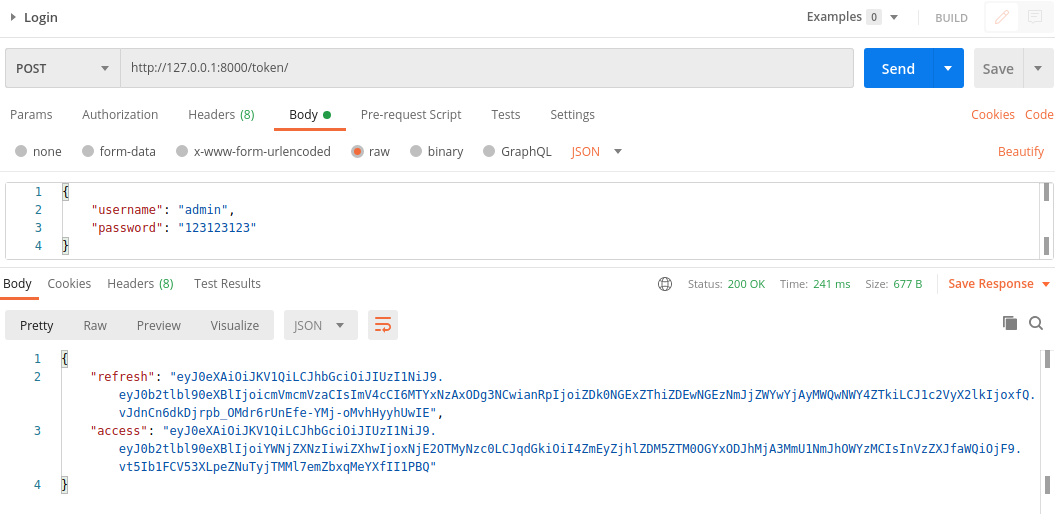 Login
Examples 0
BUILD
POST
http://127.0.0.1:8000/token/
Send
Save
Params Authorization Headers (8) Body Pre-request Script Tests Settings Cookies Code
none form-data x-www-form-urlencoded raw binary GraphQL JSON Beautify
1 {
2 "username": "admin",
3 "password": "123123123"
4 }
Body Cookies Headers (8) Test Results Status: 200 OK Time: 241 ms Size: 677 B Save Response
Pretty Raw Preview Visualize JSON
1 {
2 "refresh": "eyJ0eXAiOiJKV1QiLCJhbGciOiJIUzI1NiJ9.
eyJ0b2tlbl90eXBlIjoicmVmcmVzaCIsImV4cCI6MTYxNzAxODg3NCwianRpIjoiZDk0NGExZThiZDEwNGEzNmJjZWYwYjAyMWQwNWY4ZTkiLCJ1c2VyX2lkIjoxfQ.
vJdnCn6dkDjrpb_OMdr6rUnEfe-YMj-oMvhHyyhUwIE",
3 "access": "eyJ0eXAiOiJKV1QiLCJhbGciOiJIUzI1NiJ9.
eyJ0b2tlbl90eXBlIjoiYWNjZXNzIiwiZXhwIjoxNjE2OTMyNzc0LCJqdGkiOiI4ZmEyZjhlZDM5ZTM0OGYxODJhMjA3MmU1NmJhOWYzMCIsInVzZXJfaWQiOjF9.
vt5Ib1FCV53XLpeZNuTyjTMMl7emZbxqMeYXfII1PBQ"
4 }